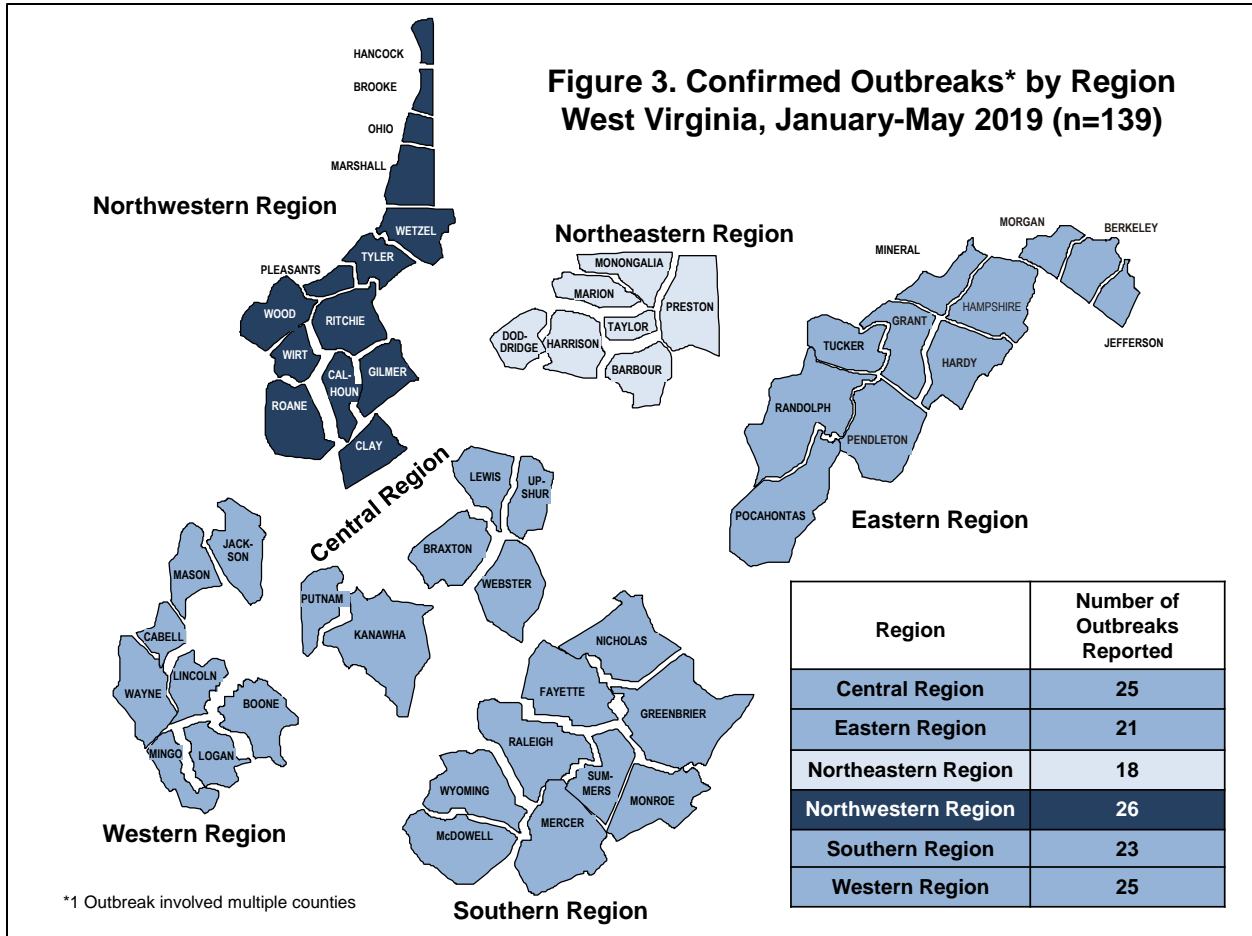 Figure 3. Confirmed Outbreaks* by Region
West Virginia, January-May 2019 (n=139)
HANCOCK
BROOKE
OHIO
MARSHALL
Northwestern Region
WETZEL
TYLER
PLEASANTS
WOOD
RITCHIE
WIRT
CAL-
HOUN
GILMER
ROANE
CLAY
Northeastern Region
MONONGALIA
MARION
PRESTON
TAYLOR
DOD-
DRIDGE
HARRISON
BARBOUR
MORGAN
BERKELEY
MINERAL
HAMPSHIRE
GRANT
JEFFERSON
TUCKER
HARDY
RANDOLPH
PENDLETON
POCAHONTAS
Eastern Region
Central Region
LEWIS
UP-
SHUR
BRAXTON
WEBSTER
PUTNAM
KANAWHA
JACK-
SON
MASON
CABELL
LINCOLN
WAYNE
BOONE
MINGO
LOGAN
Western Region
NICHOLAS
FAYETTE
GREENBRIER
RALEIGH
SUM-
MERS
WYOMING
MONROE
MERCER
McDOWELL
Southern Region
Region
Number of
Outbreaks
Reported
Central Region 25
Eastern Region 21
Northeastern Region 18
Northwestern Region 26
Southern Region 23
Western Region 25
*1 Outbreak involved multiple counties